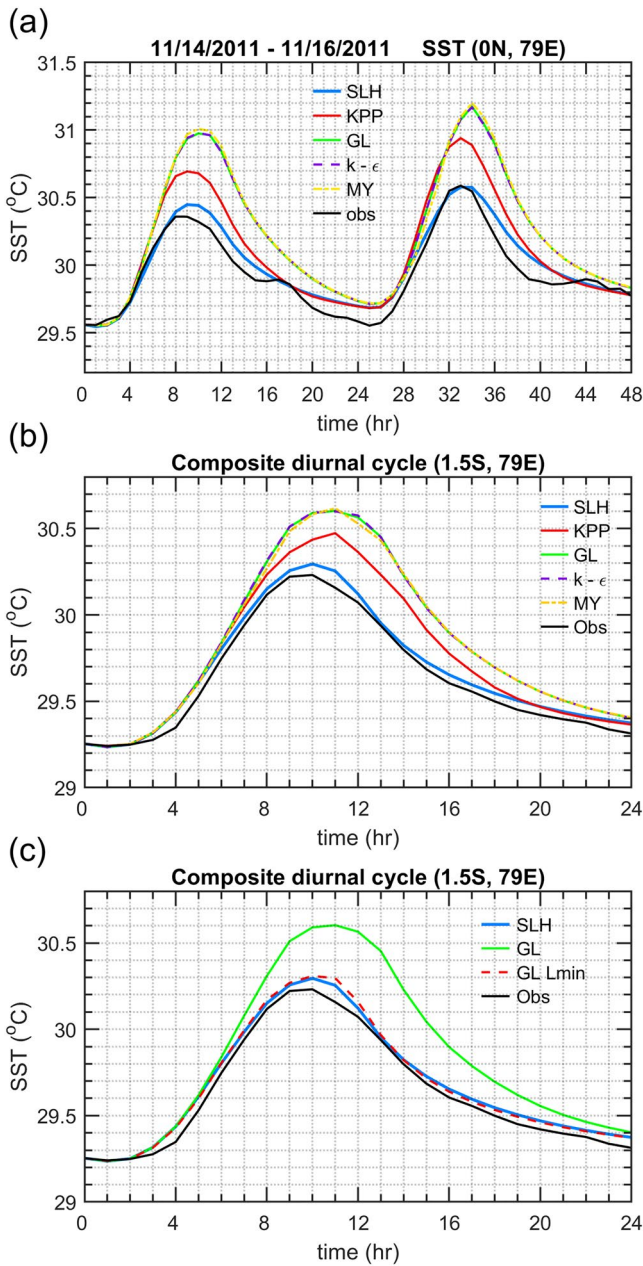 (a)
11/14/2011 - 11/16/2011 SST (0N, 79E)
31.5
31
30.5
30
29.5
SST (°C)
SLH
KPP
GL
k - ϵ
MY
obs
0 4 8 12 16 20 24 28 32 36 40 44 48
time (hr)
(b)
Composite diurnal cycle (1.5S, 79E)
30.5
30
29.5
29
SST (°C)
SLH
KPP
GL
k - ϵ
MY
Obs
0 4 8 12 16 20 24
time (hr)
(c)
Composite diurnal cycle (1.5S, 79E)
30.5
30
29.5
29
SST (°C)
SLH
GL
GL Lmin
Obs
0 4 8 12 16 20 24
time (hr)